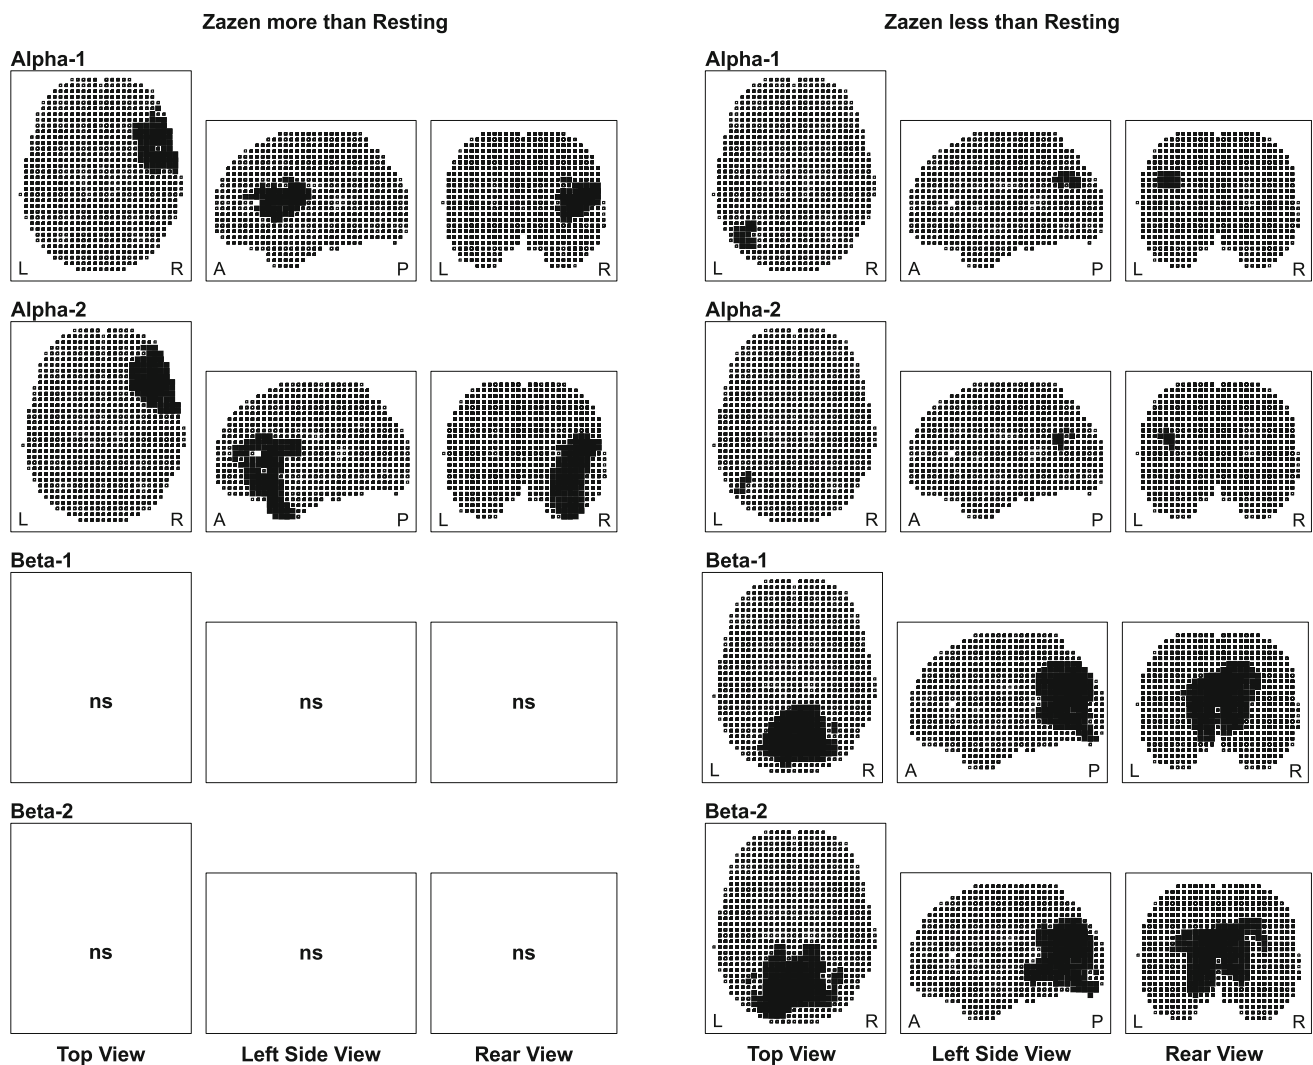 Zazen more than Resting
Zazen less than Resting
Alpha-1
L R
A P
L R
Alpha-1
L R
A P
L R
Alpha-2
L R
A P
L R
Alpha-2
L R
A P
L R
Beta-1
ns
ns
ns
Beta-1
L R
A P
L R
Beta-2
ns
ns
ns
Beta-2
L R
A P
L R
Top View
Left Side View
Rear View
Top View
Left Side View
Rear View